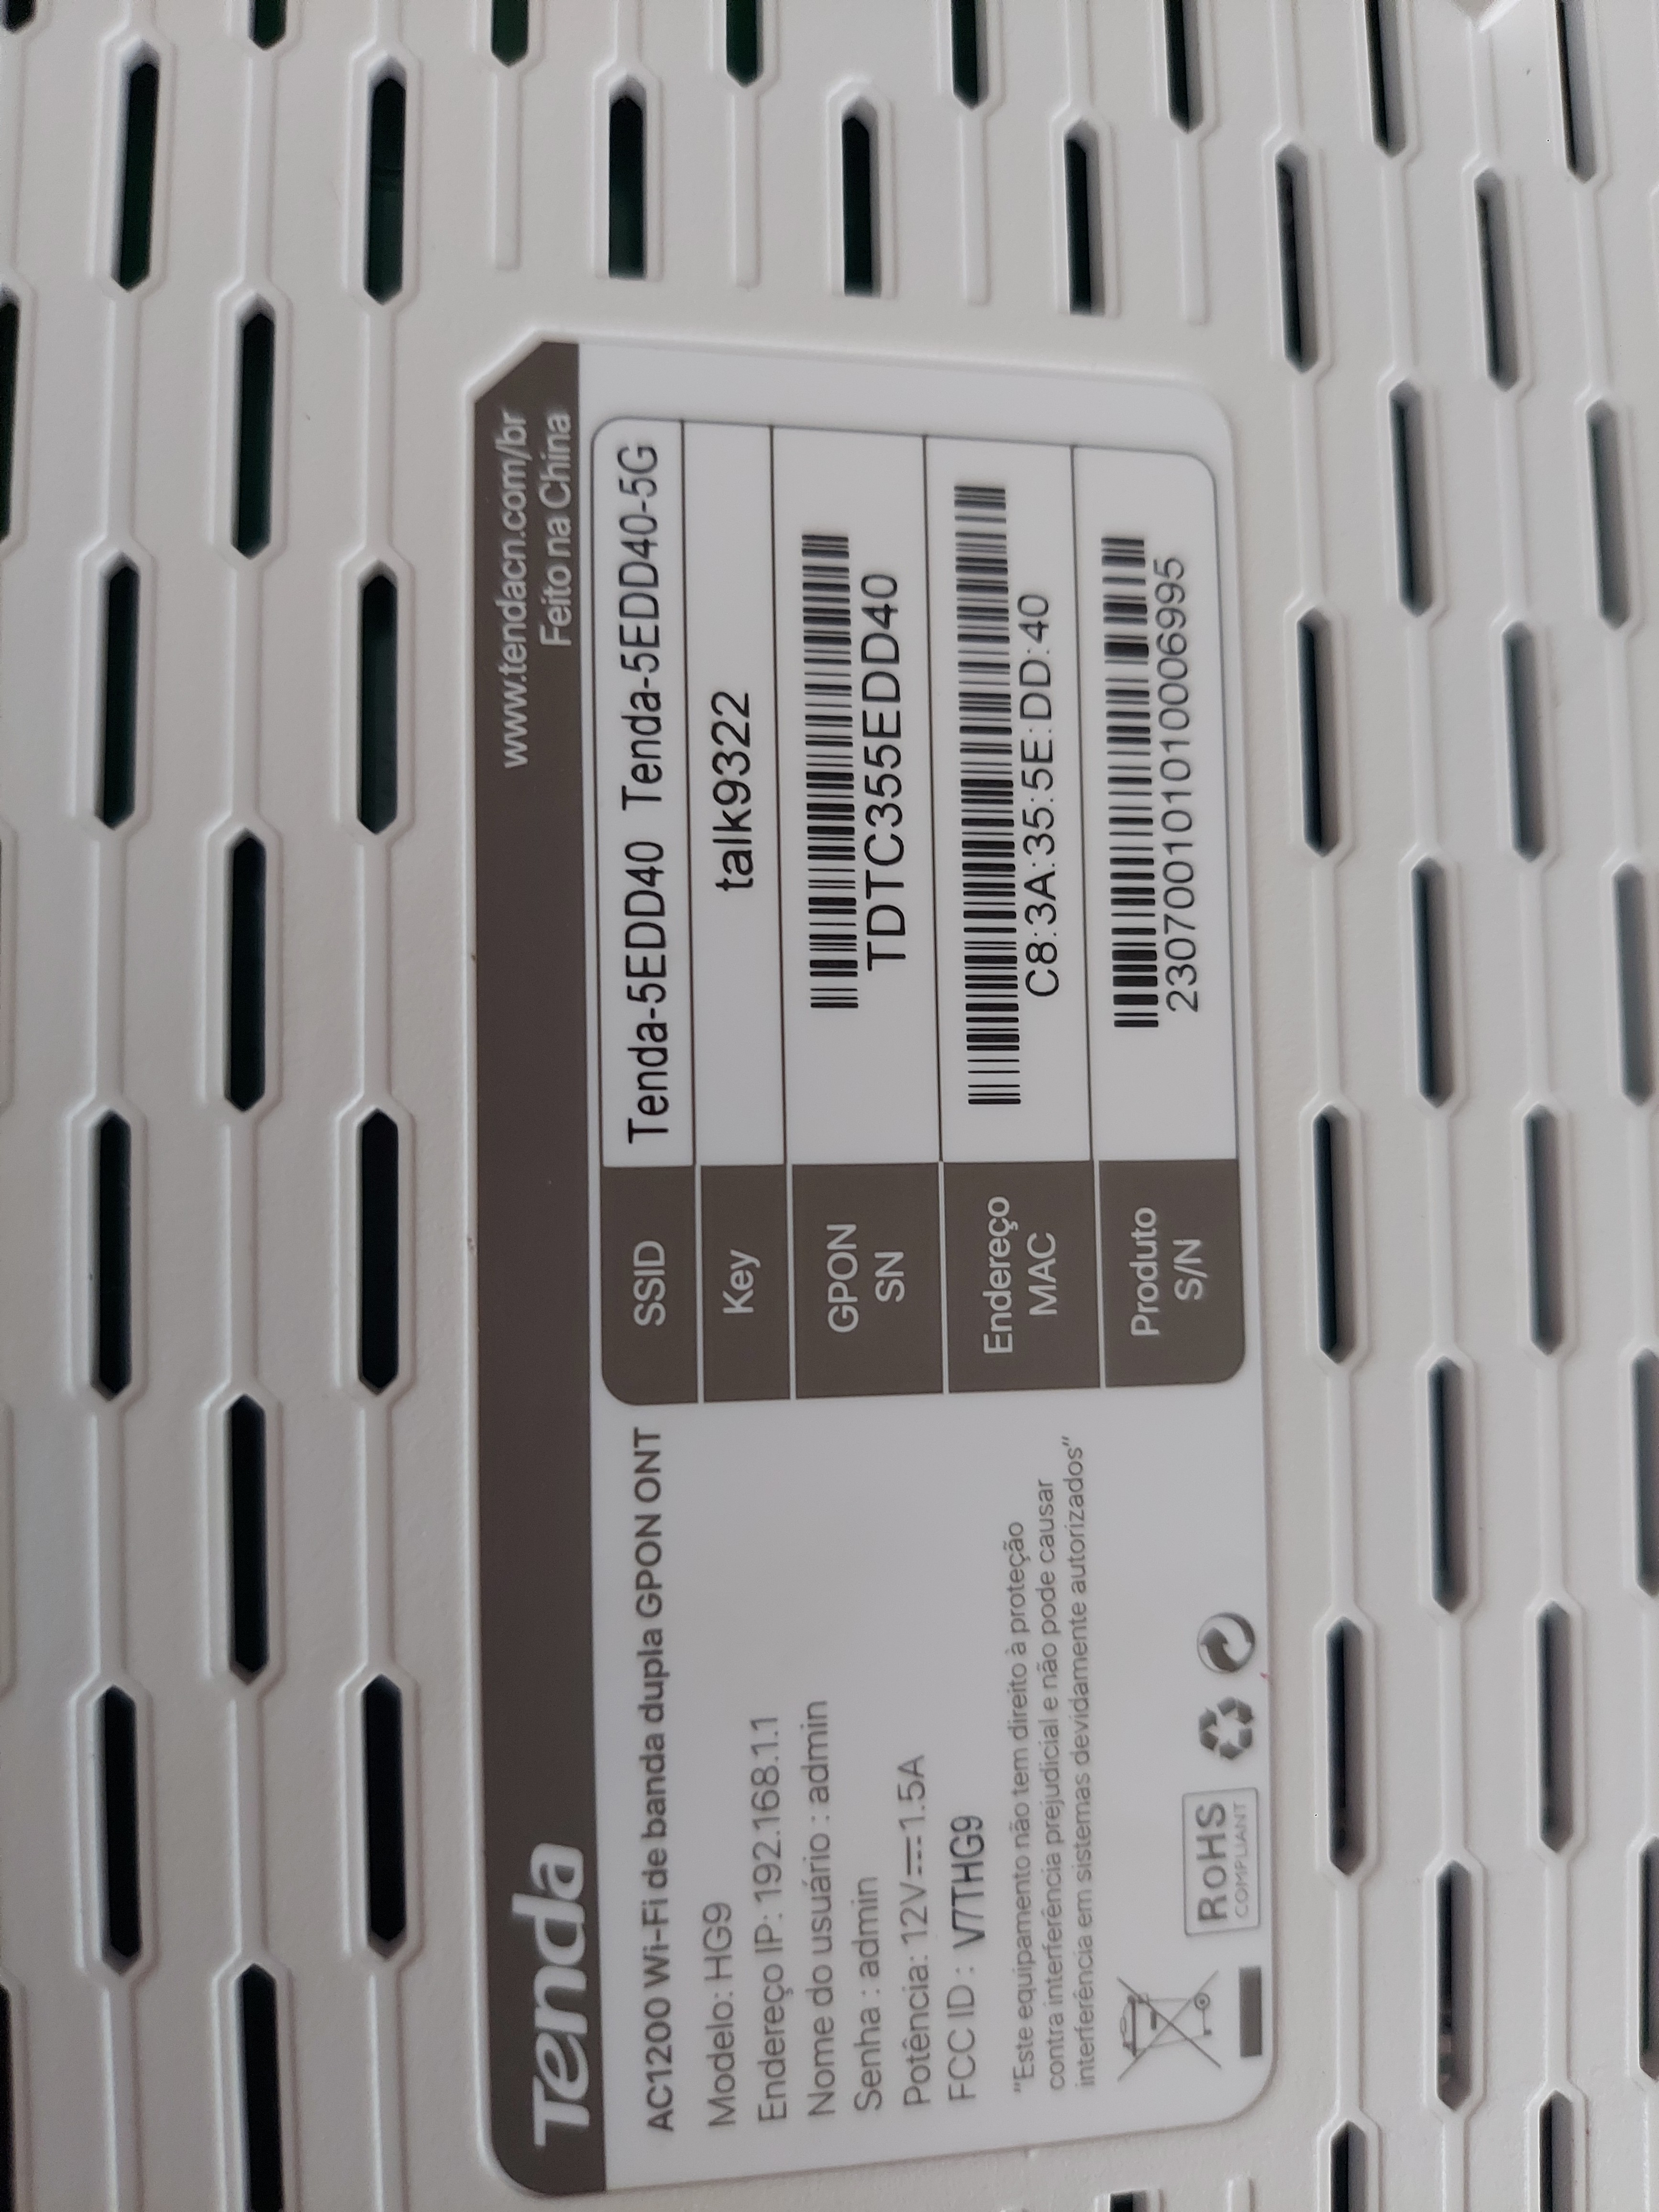 Tenda
www.tendacn.com/br
Feito na China
AC1200 Wi-Fi de banda dupla GPON ONT
Modelo: HG9
Endereço IP: 192.168.1.1
Nome do usuário : admin
Senha : admin
Potência: 12V⎓1.5A
FCC ID : V7THG9
"Este equipamento não tem direito à proteção
contra interferência prejudicial e não pode causar
interferência em sistemas devidamente autorizados"
RoHS
COMPLIANT
SSID
Tenda-5EDD40 Tenda-5EDD40-5G
Key
talk9322
GPON
SN
TDTC355EDD40
Endereço
MAC
C8:3A:35:5E:DD:40
Produto
S/N
23070010101006995